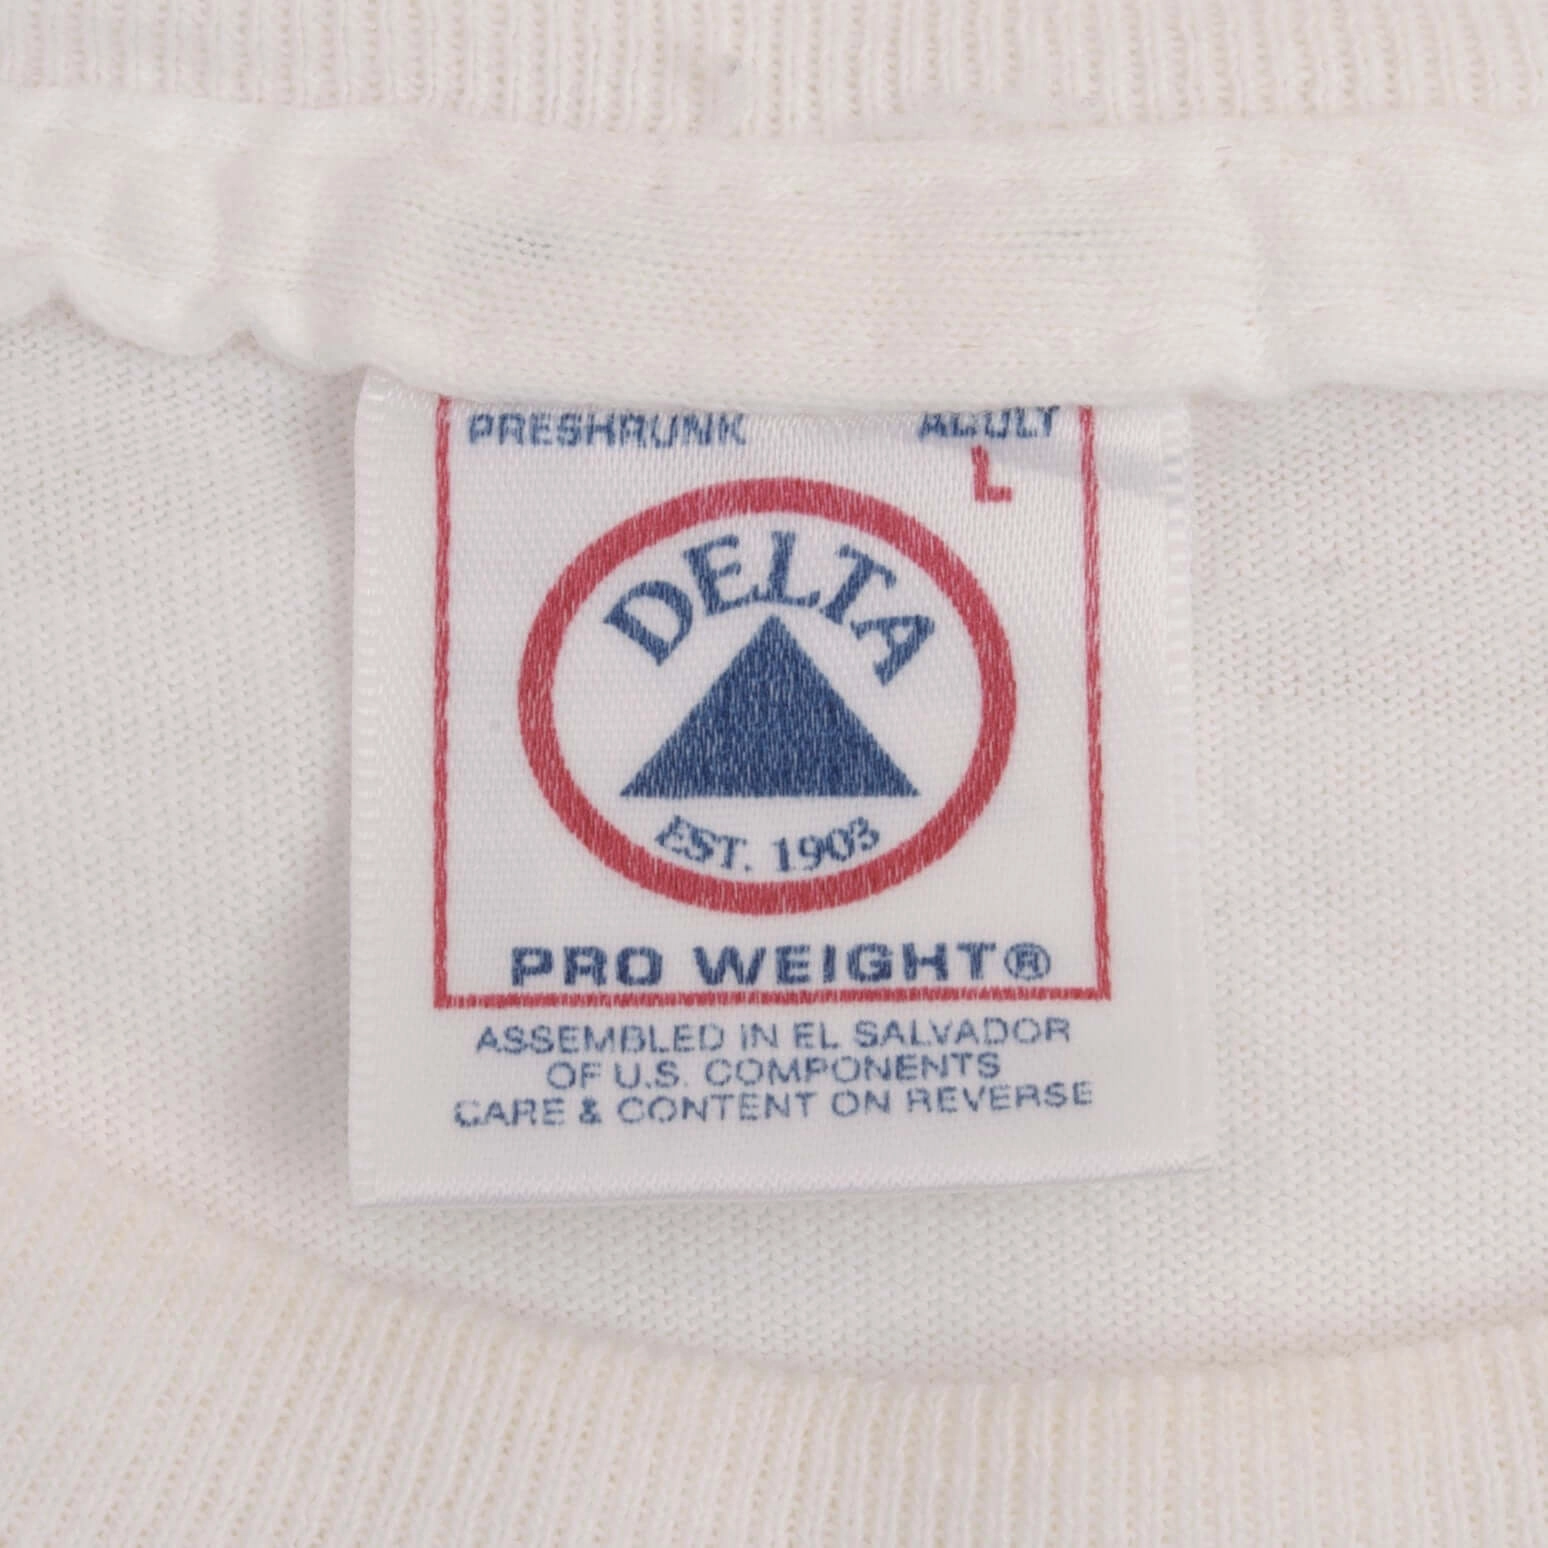 PRESHRUNK ADULT
L
DELTA
EST. 1903
PRO WEIGHT®
ASSEMBLED IN EL SALVADOR
OF U.S. COMPONENTS
CARE & CONTENT ON REVERSE